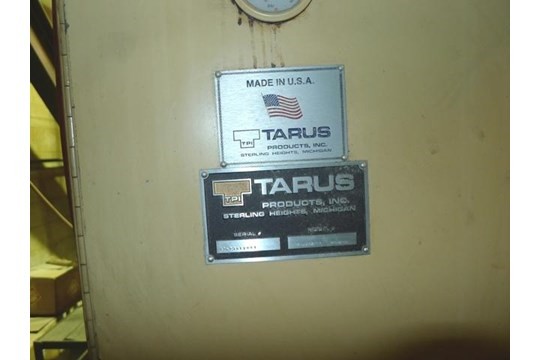 MADE IN U.S.A.
TPI TARUS
PRODUCTS, INC.
STERLING HEIGHTS, MICHIGAN
TPI TARUS
PRODUCTS, INC.
STERLING HEIGHTS, MICHIGAN
SERIAL #